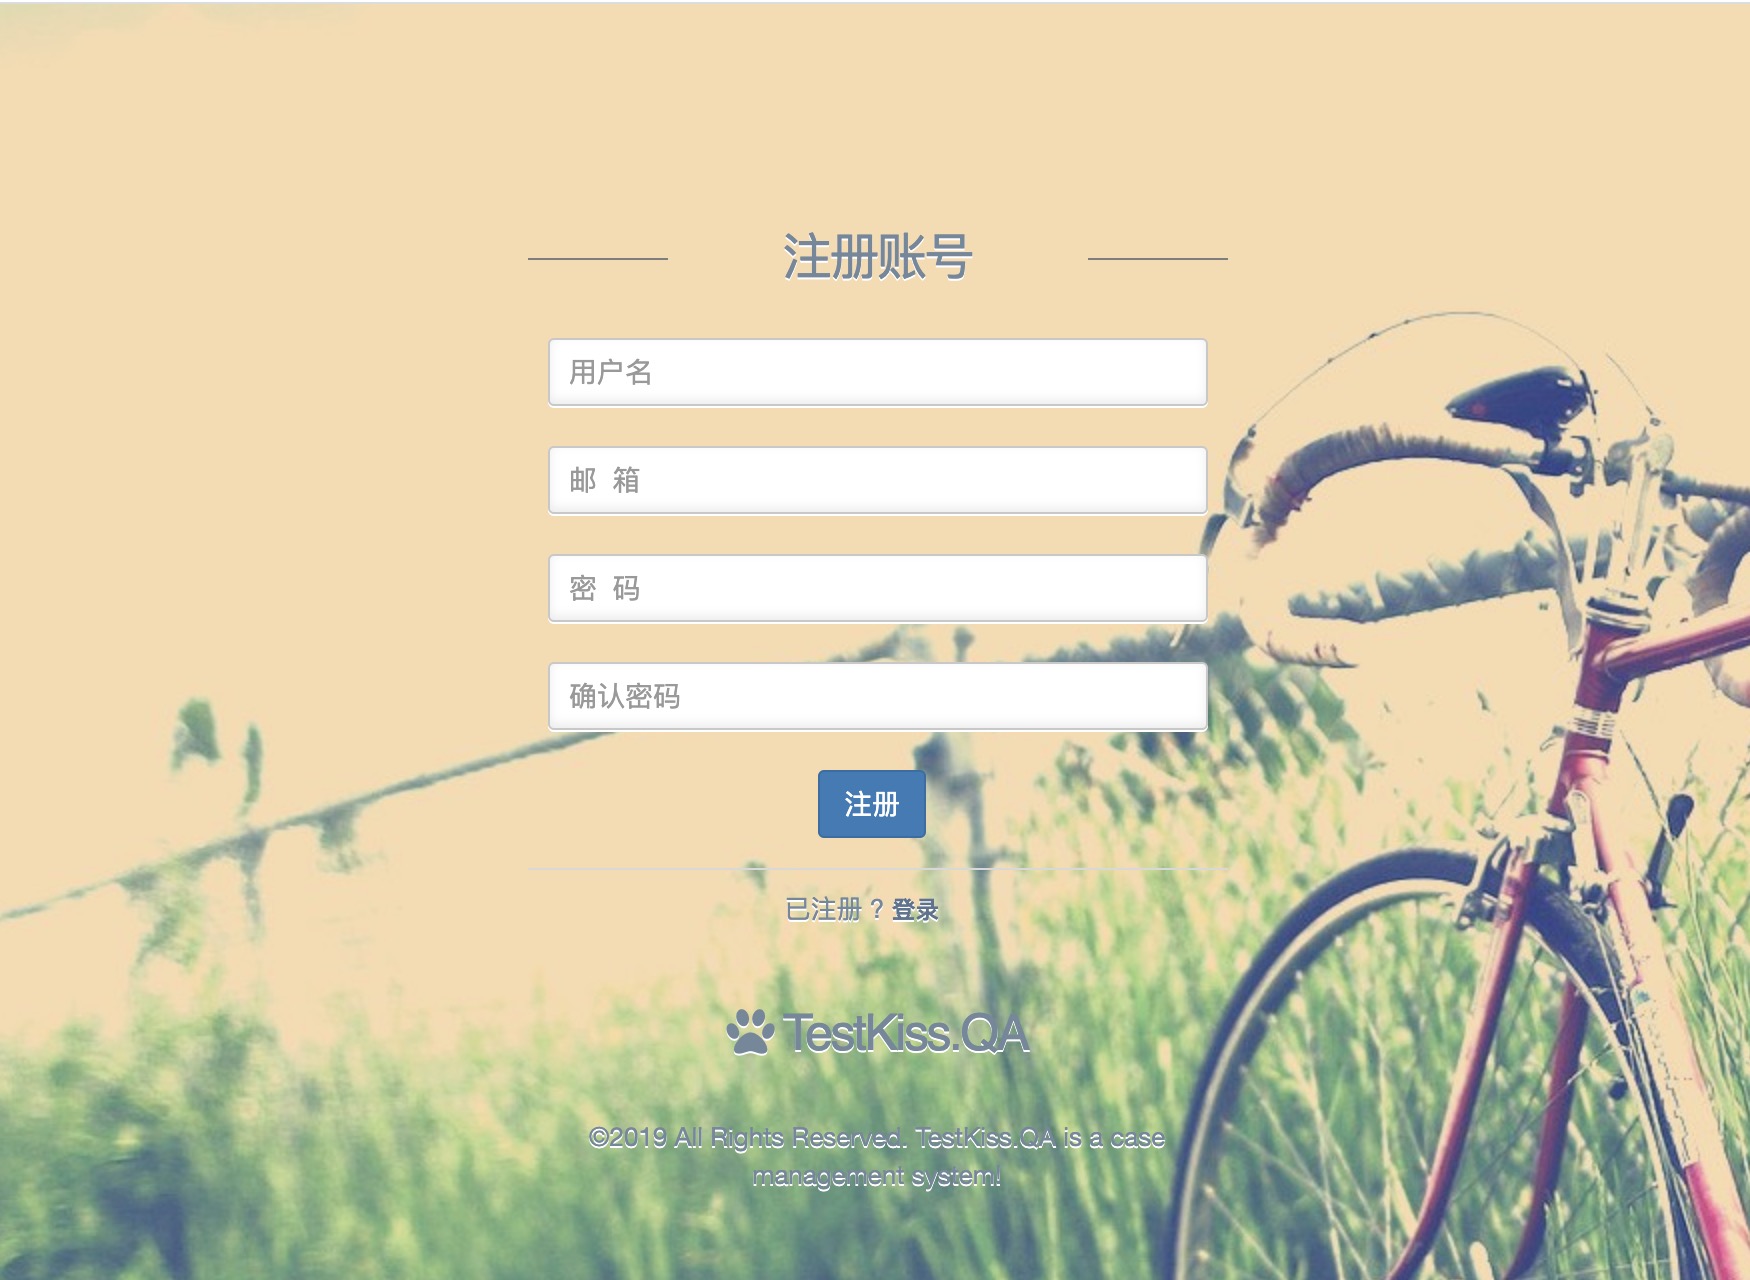 注册账号
用户名
邮 箱
密 码
确认密码
注册
已注册 ? 登录
TestKiss.QA
©2019 All Rights Reserved. TestKiss.QA is a case
management system!